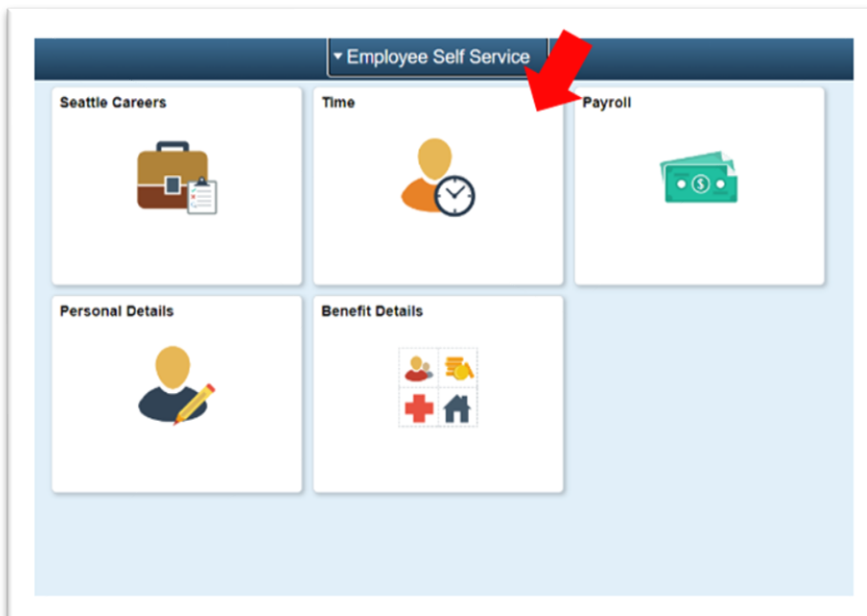 Employee Self Service
Seattle Careers
Time
Payroll
$
Personal Details
Benefit Details